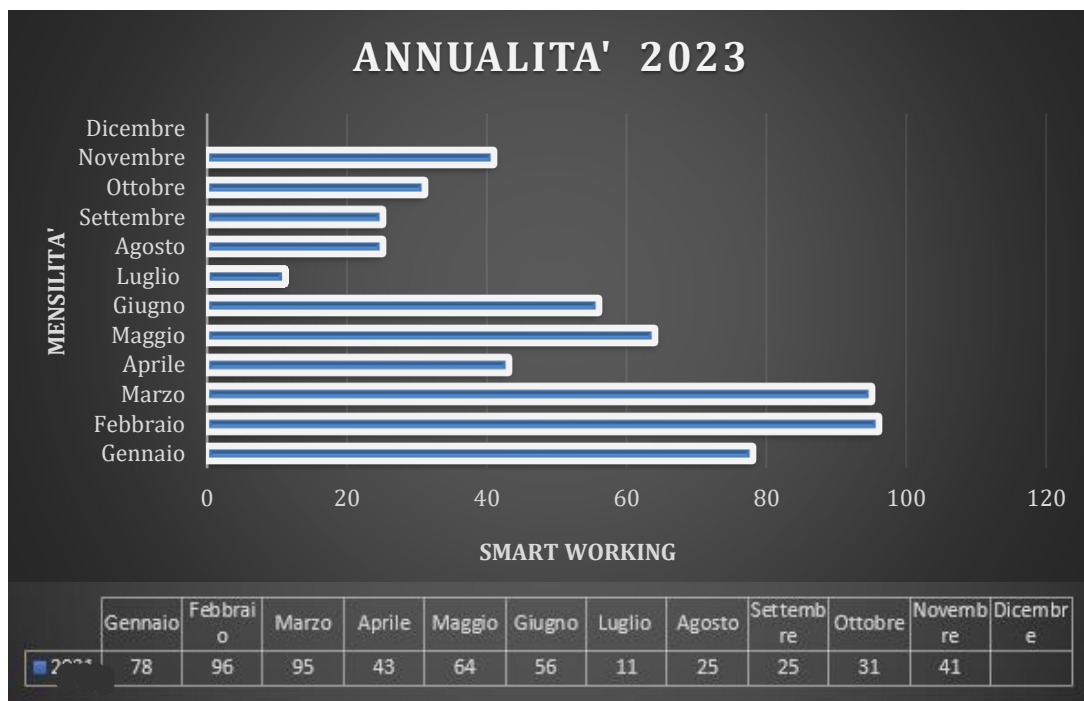 ANNUALITA' 2023
MENSILITA'
Dicembre
Novembre
Ottobre
Settembre
Agosto
Luglio
Giugno
Maggio
Aprile
Marzo
Febbraio
Gennaio
0 20 40 60 80 100 120
SMART WORKING
Gennaio Febbrai
o Marzo Aprile Maggio Giugno Luglio Agosto Settemb
re Ottobre Novemb
re Dicembr
e
78 96 95 43 64 56 11 25 25 31 41